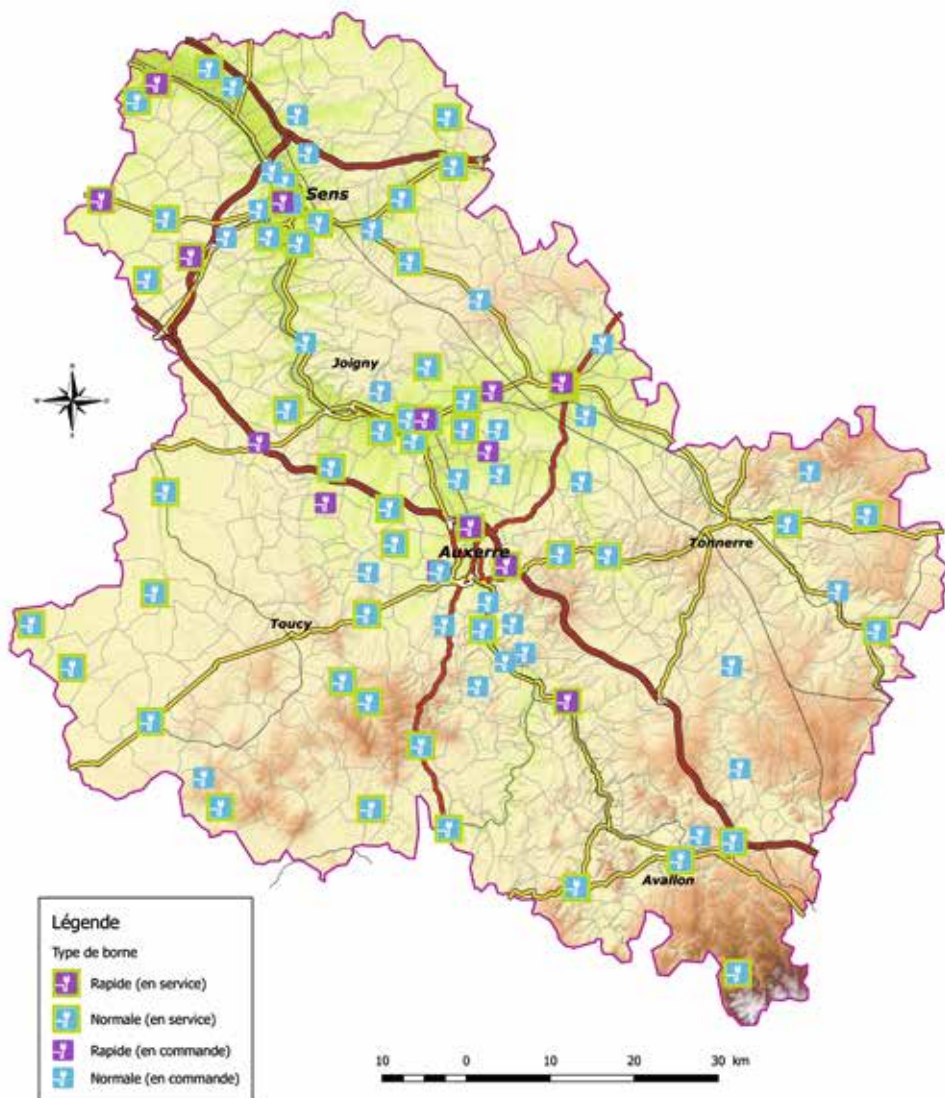 Sens
Joigny
Auxerre
Tonnerre
Toucy
Avallon
Légende
Type de borne
Rapide (en service)
Normale (en service)
Rapide (en commande)
Normale (en commande)
10 0 10 20 30 km